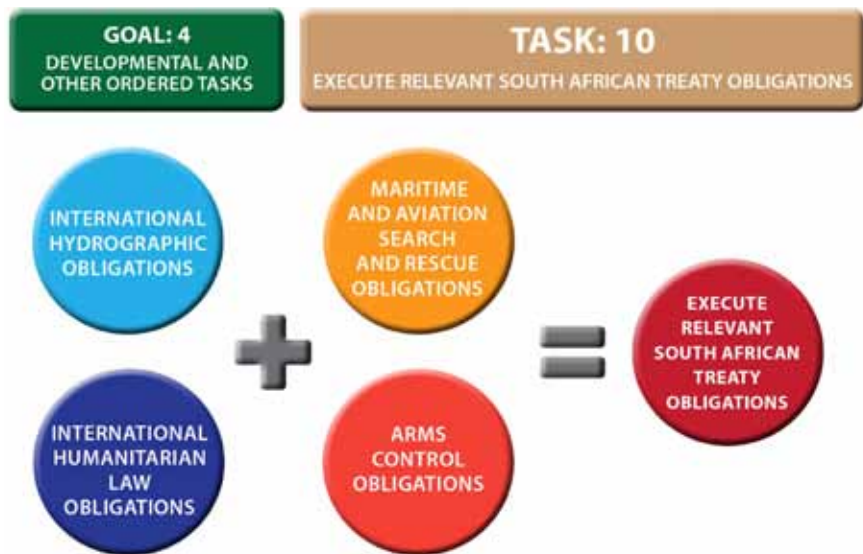 GOAL: 4
DEVELOPMENTAL AND
OTHER ORDERED TASKS
TASK: 10
EXECUTE RELEVANT SOUTH AFRICAN TREATY OBLIGATIONS
INTERNATIONAL
HYDROGRAPHIC
OBLIGATIONS
MARITIME
AND AVIATION
SEARCH
AND RESCUE
OBLIGATIONS
INTERNATIONAL
HUMANITARIAN
LAW
OBLIGATIONS
ARMS
CONTROL
OBLIGATIONS
EXECUTE
RELEVANT
SOUTH AFRICAN
TREATY
OBLIGATIONS